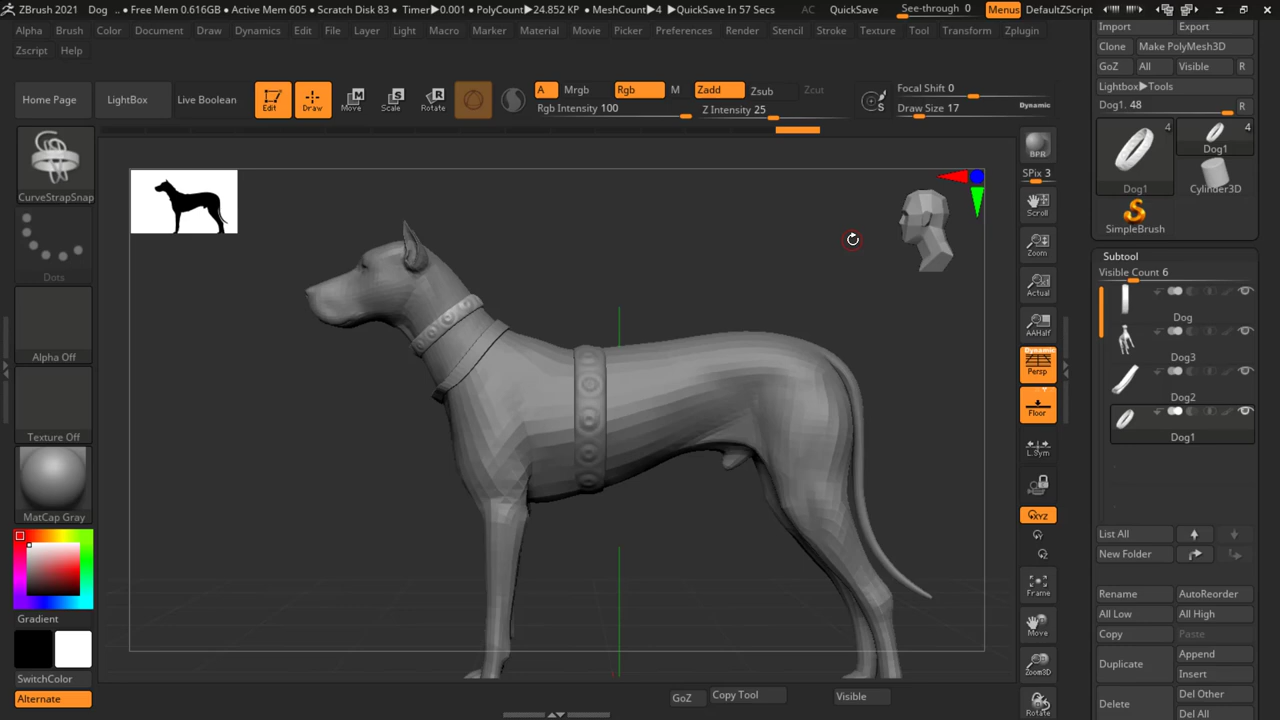 ZBrush 2021 Dog .. • Free Mem 0.616GB • Active Mem 605 • Scratch Disk 83 • Timer▶0.001 • PolyCount▶24.852 KP • MeshCount▶4 ▶QuickSave In 57 Secs AC QuickSave See-through 0 Menus DefaultZScript
Alpha Brush Color Document Draw Dynamics Edit File Layer Light Macro Marker Material Movie Picker Preferences Render Stencil Stroke Texture Tool Transform Zplugin
Zscript Help
Home Page LightBox Live Boolean Edit Draw Move Scale Rotate
A Mrgb Rgb M Zadd Zsub Zcut
Rgb Intensity 100 Z Intensity 25
Focal Shift 0
Draw Size 17 Dynamic
CurveStrapSnap
Dots
Alpha Off
Texture Off
MatCap Gray
Gradient
SwitchColor
Alternate
BPR
SPix 3
Scroll
Zoom
Actual
AAHalf
Dynamic
Persp
Floor
L.Sym
XYZ
Frame
Move
Zoom3D
Rotate
GoZ Copy Tool Visible
Import Export
Clone Make PolyMesh3D
GoZ All Visible R
Lightbox▶Tools
Dog1. 48 R
4 4
Dog1
Dog1 Cylinder3D
SimpleBrush
Subtool
Visible Count 6
Dog
Dog3
Dog2
Dog1
List All
New Folder
Rename AutoReorder
All Low All High
Copy Paste
Duplicate Append
Insert
Delete Del Other
Del All